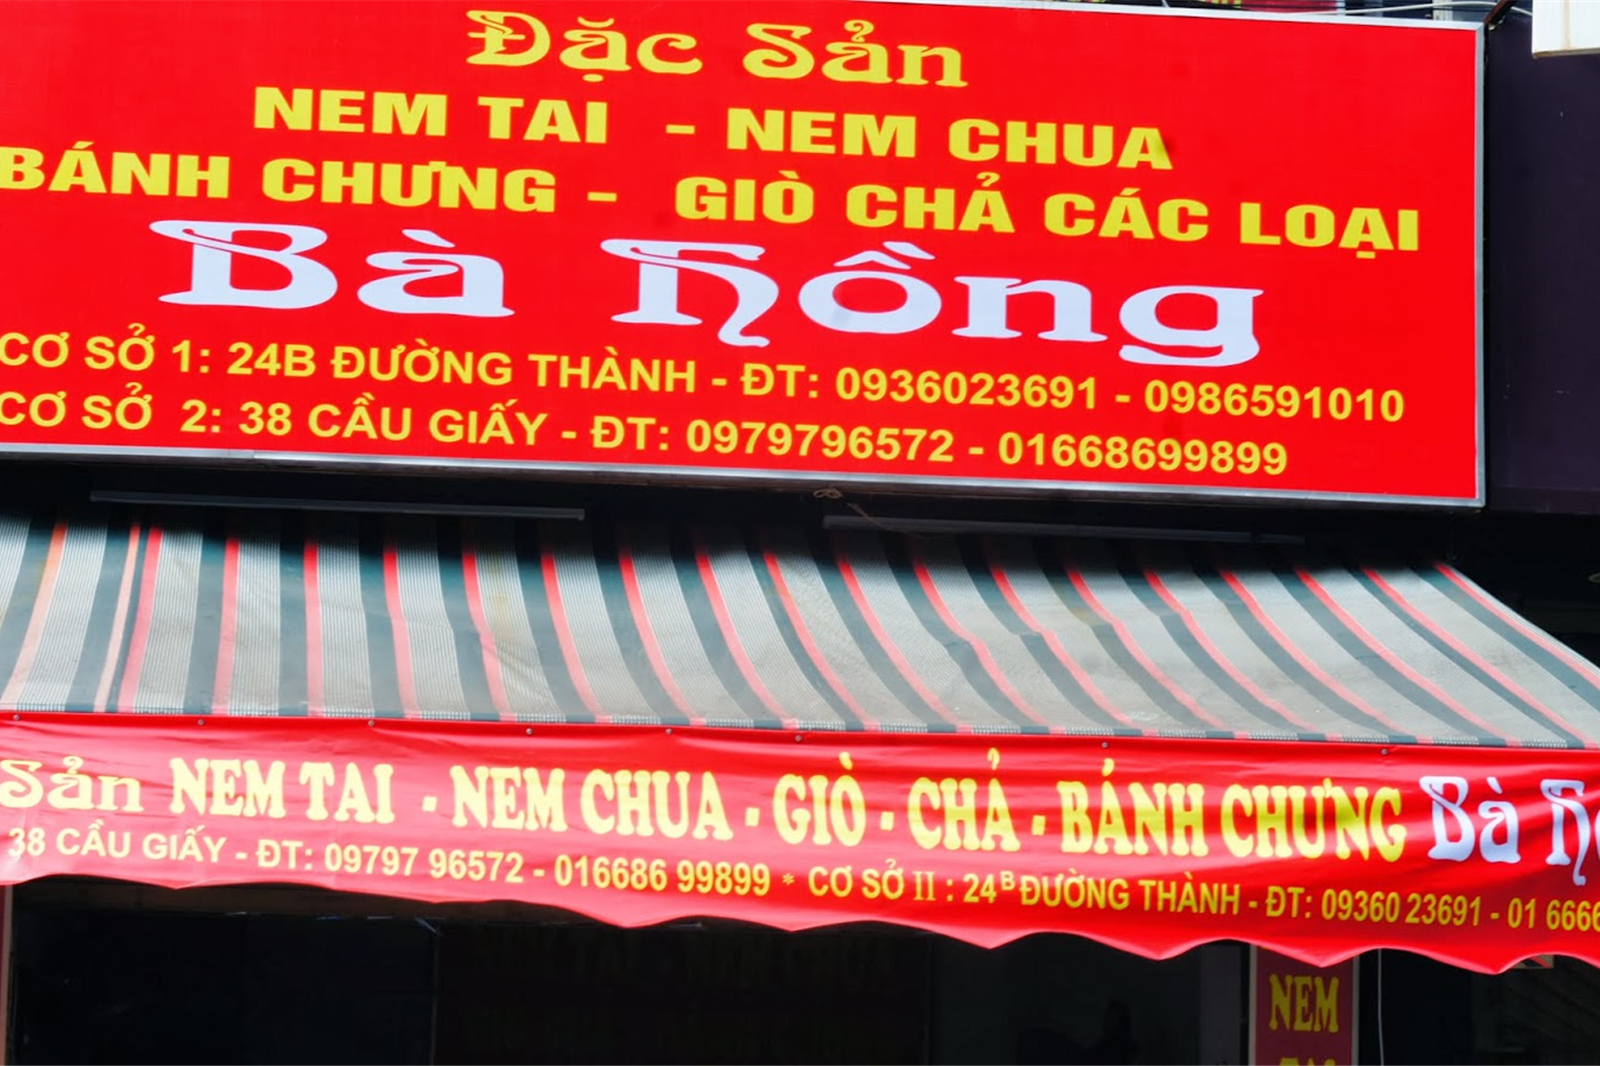 Đặc Sản
NEM TAI - NEM CHUA
BÁNH CHƯNG - GIÒ CHẢ CÁC LOẠI
Bà Hồng
CƠ SỞ 1: 24B ĐƯỜNG THÀNH - ĐT: 0936023691 - 0986591010
CƠ SỞ 2: 38 CẦU GIẤY - ĐT: 0979796572 - 01668699899
Sản NEM TAI - NEM CHUA - GIÒ - CHẢ - BÁNH CHƯNG Bà
38 CẦU GIẤY - ĐT: 09797 96572 - 016686 99899 * CƠ SỞ II : 24B ĐƯỜNG THÀNH - ĐT: 09360 23691 - 01 6666
NEM